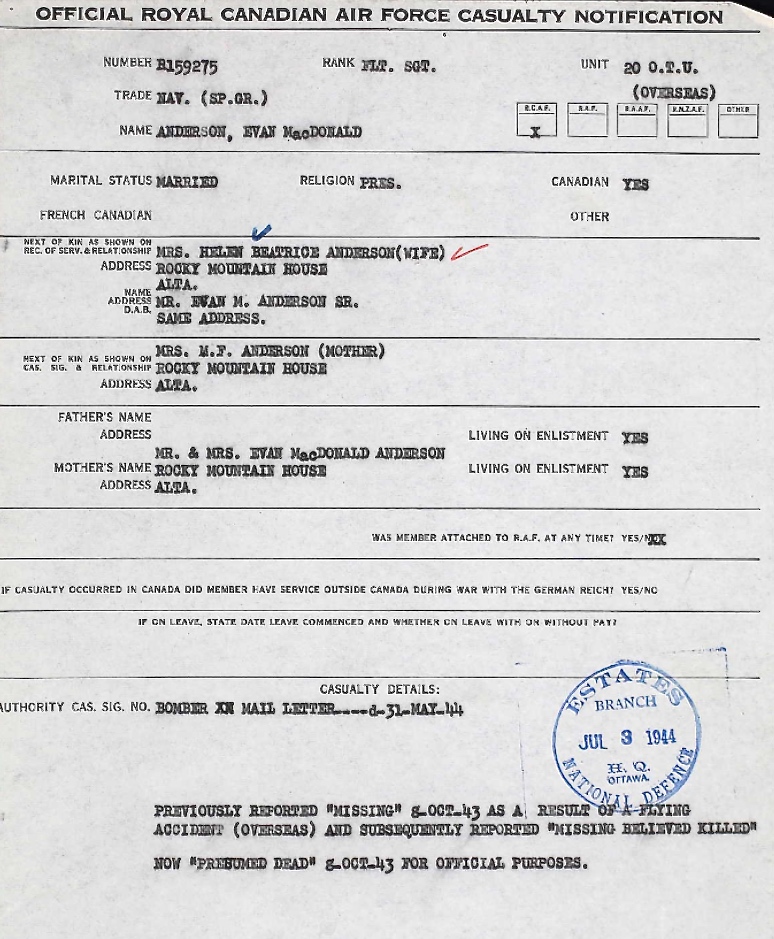 OFFICIAL ROYAL CANADIAN AIR FORCE CASUALTY NOTIFICATION
NUMBER R159275 RANK FLT. SGT. UNIT 20 O.T.U.
TRADE NAV. (SP.GR.) (OVERSEAS)
R.C.A.F. R.A.F. R.A.A.F. R.N.Z.A.F. OTHER
NAME ANDERSON, EVAN MacDONALD X
MARITAL STATUS MARRIED RELIGION PRES. CANADIAN YES
FRENCH CANADIAN OTHER
NEXT OF KIN AS SHOWN ON
REC. OF SERV. & RELATIONSHIP MRS. HELEN BEATRICE ANDERSON(WIFE)
ADDRESS ROCKY MOUNTAIN HOUSE
ALTA.
NAME
ADDRESS MR. EVAN M. ANDERSON SR.
D.A.B. SAME ADDRESS.
MRS. M.F. ANDERSON (MOTHER)
NEXT OF KIN AS SHOWN ON
CAS. SIG. & RELATIONSHIP ROCKY MOUNTAIN HOUSE
ADDRESS ALTA.
FATHER'S NAME
ADDRESS LIVING ON ENLISTMENT YES
MR. & MRS. EVAN MacDONALD ANDERSON
MOTHER'S NAME ROCKY MOUNTAIN HOUSE LIVING ON ENLISTMENT YES
ADDRESS ALTA.
WAS MEMBER ATTACHED TO R.A.F. AT ANY TIME? YES/NXX
IF CASUALTY OCCURRED IN CANADA DID MEMBER HAVE SERVICE OUTSIDE CANADA DURING WAR WITH THE GERMAN REICH? YES/NO
IF ON LEAVE, STATE DATE LEAVE COMMENCED AND WHETHER ON LEAVE WITH OR WITHOUT PAY?
CASUALTY DETAILS:
AUTHORITY CAS. SIG. NO. BOMBER XX MAIL LETTER----d-31-MAY-44
ESTATES
BRANCH
JUL 3 1944
H. Q.
OTTAWA.
NATIONAL DEFENCE
PREVIOUSLY REPORTED "MISSING" 8-OCT-43 AS A RESULT OF A FLYING
ACCIDENT (OVERSEAS) AND SUBSEQUENTLY REPORTED "MISSING BELIEVED KILLED"
NOW "PRESUMED DEAD" 8-OCT-43 FOR OFFICIAL PURPOSES.